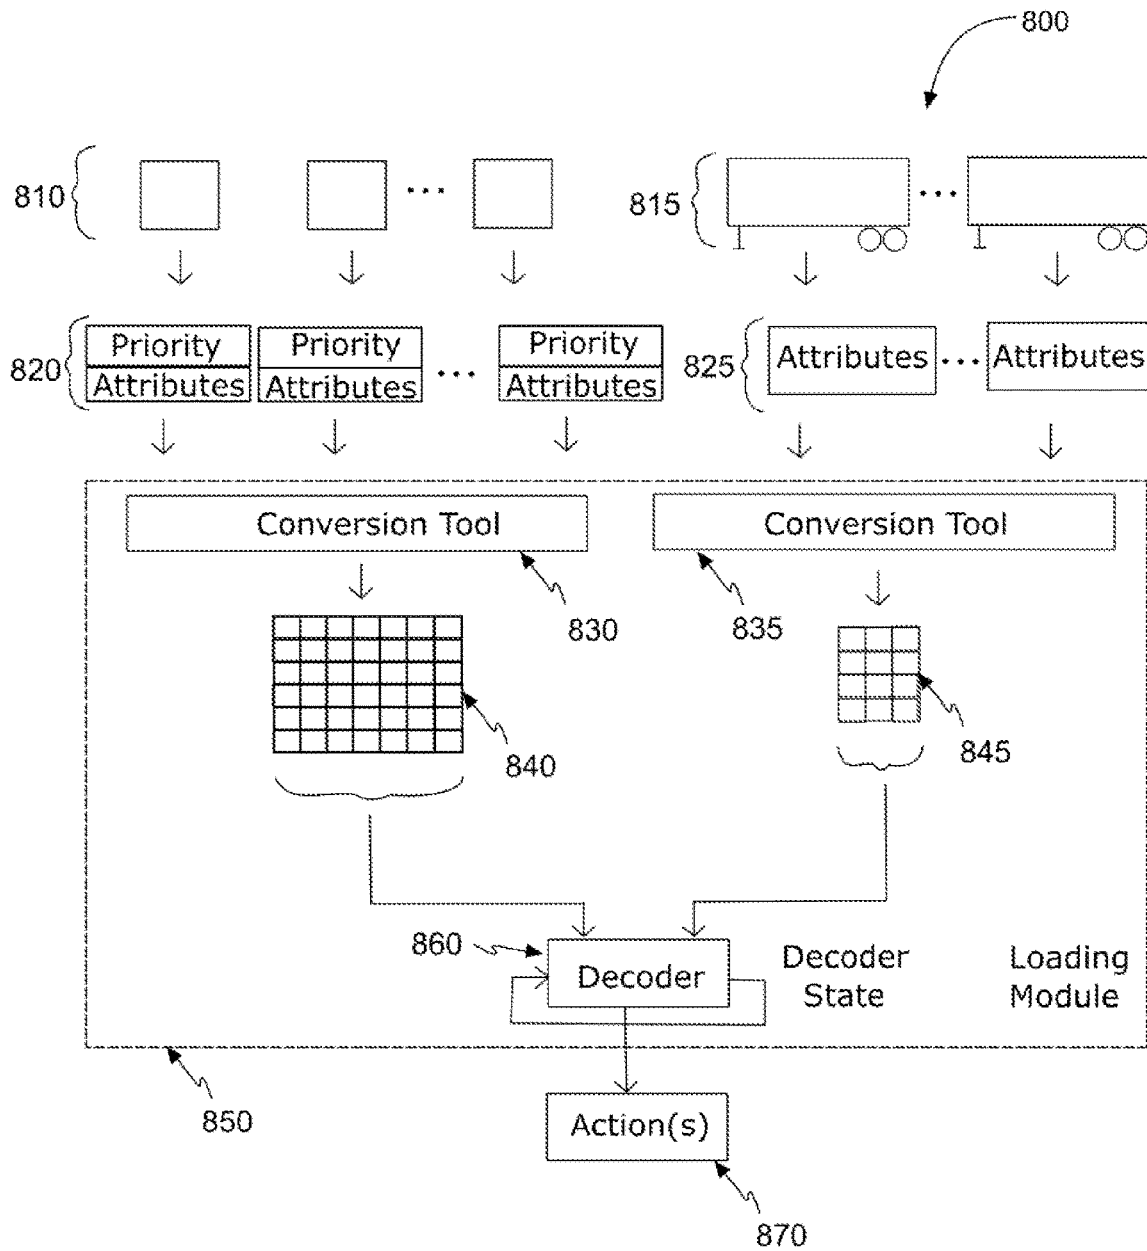 800
810
815
820
Priority
Attributes
Priority
Attributes
...
Priority
Attributes
825
Attributes
...
Attributes
Conversion Tool
Conversion Tool
830
835
840
845
860
Decoder
Decoder
State
Loading
Module
850
Action(s)
870